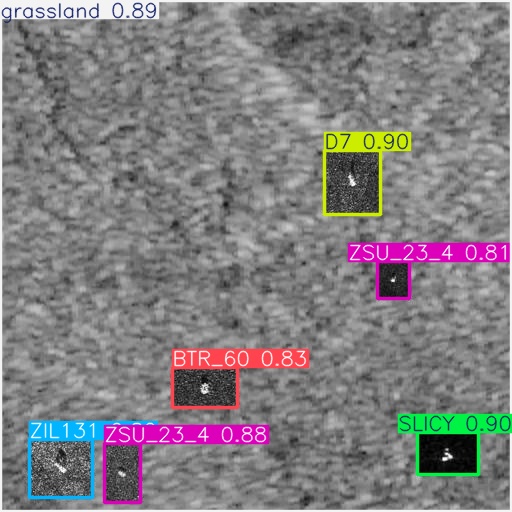 grassland 0.89
D7 0.90
ZSU_23_4 0.81
BTR_60 0.83
SLICY 0.90
ZIL131
ZSU_23_4 0.88